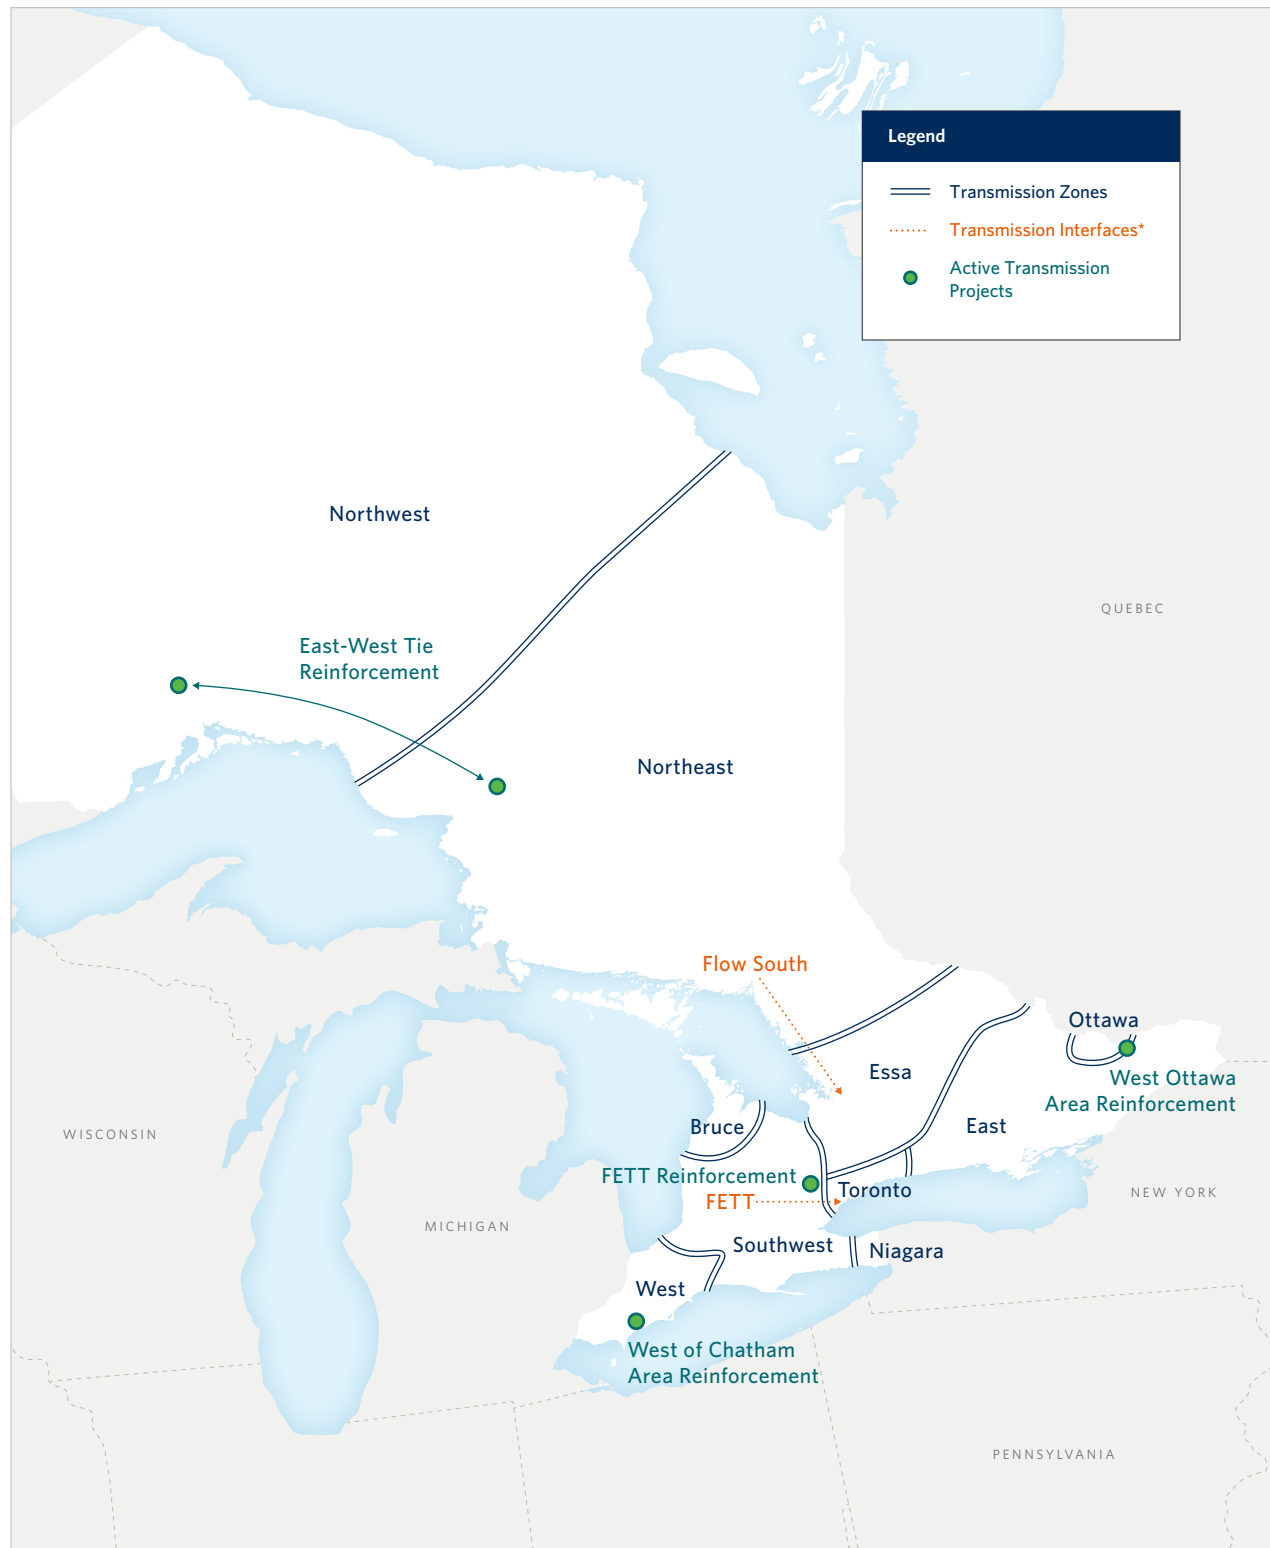 Legend
Transmission Zones
Transmission Interfaces*
Active Transmission
Projects
Northwest
QUEBEC
East-West Tie
Reinforcement
Northeast
Flow South
Ottawa
Essa
West Ottawa
Area Reinforcement
Bruce
East
WISCONSIN
FETT Reinforcement
Toronto
NEW YORK
FETT
MICHIGAN
Southwest
Niagara
West
West of Chatham
Area Reinforcement
PENNSYLVANIA